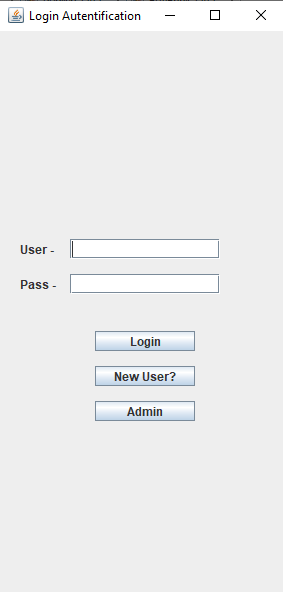 Login Autentification
User -
Pass -
Login
New User?
Admin